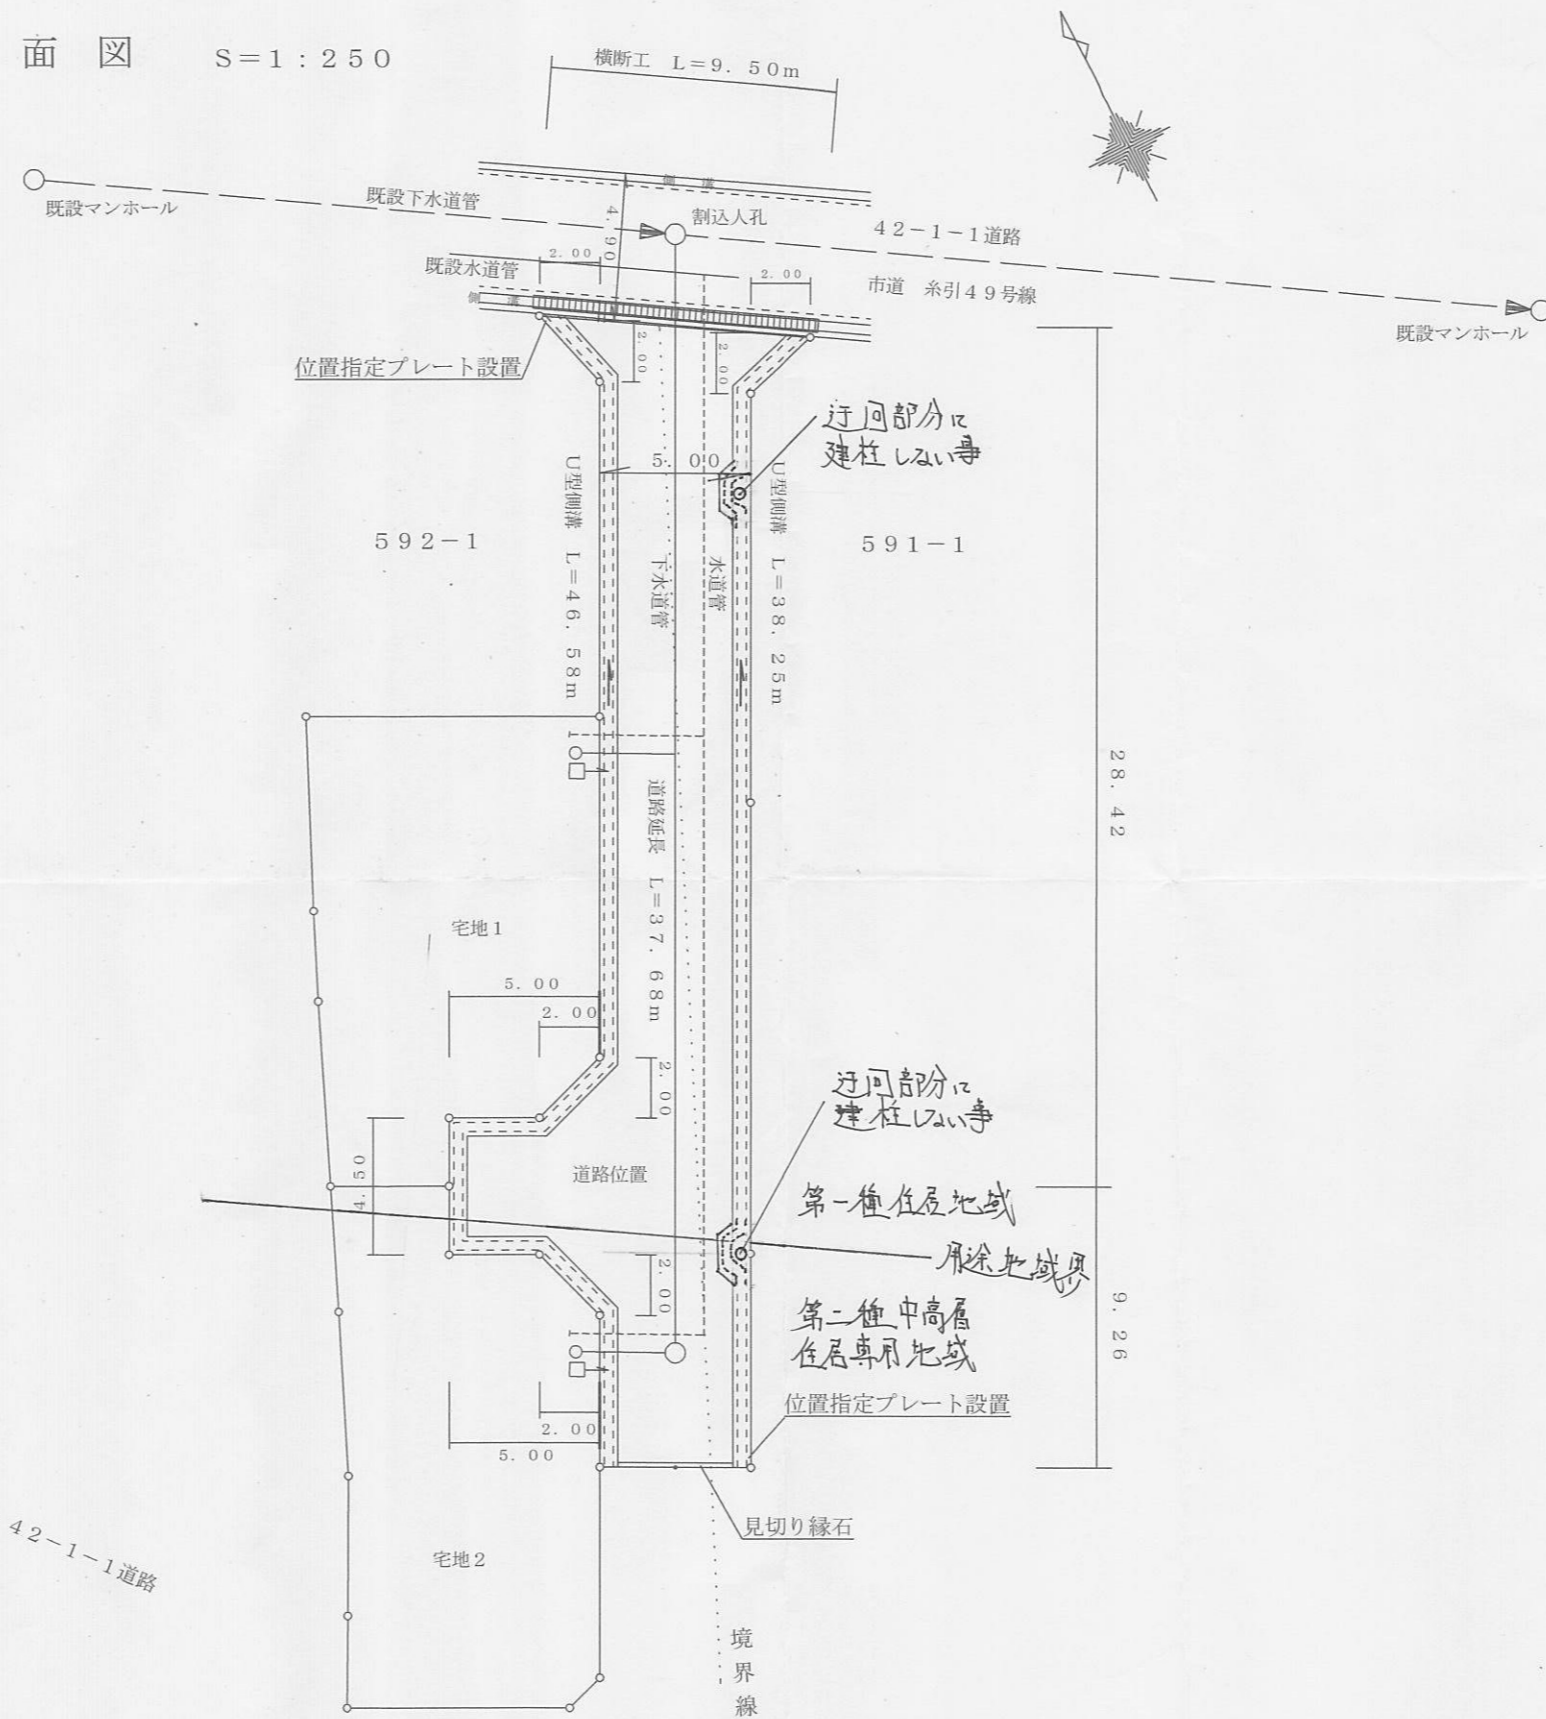 面図 S=1:250
横断工 L=9.50m
側溝
既設マンホール
既設下水道管
割込人孔
42-1-1道路
4.90
2.00
既設水道管
2.00
市道 糸引49号線
既設マンホール
側溝
位置指定プレート設置
2.00
2.00
迂回部分に
建柱しない事
5.00
U型側溝 L=46.58m
U型側溝 L=38.25m
592-1
591-1
下水道管
水道管
28.42
道路延長 L=37.68m
宅地1
5.00
2.00
2.00
迂回部分に
建柱しない事
4.50
道路位置
第一種住居地域
用途地域界
2.00
9.26
第二種中高層
住居専用地域
位置指定プレート設置
2.00
5.00
見切り縁石
42-1-1道路
宅地2
境界線